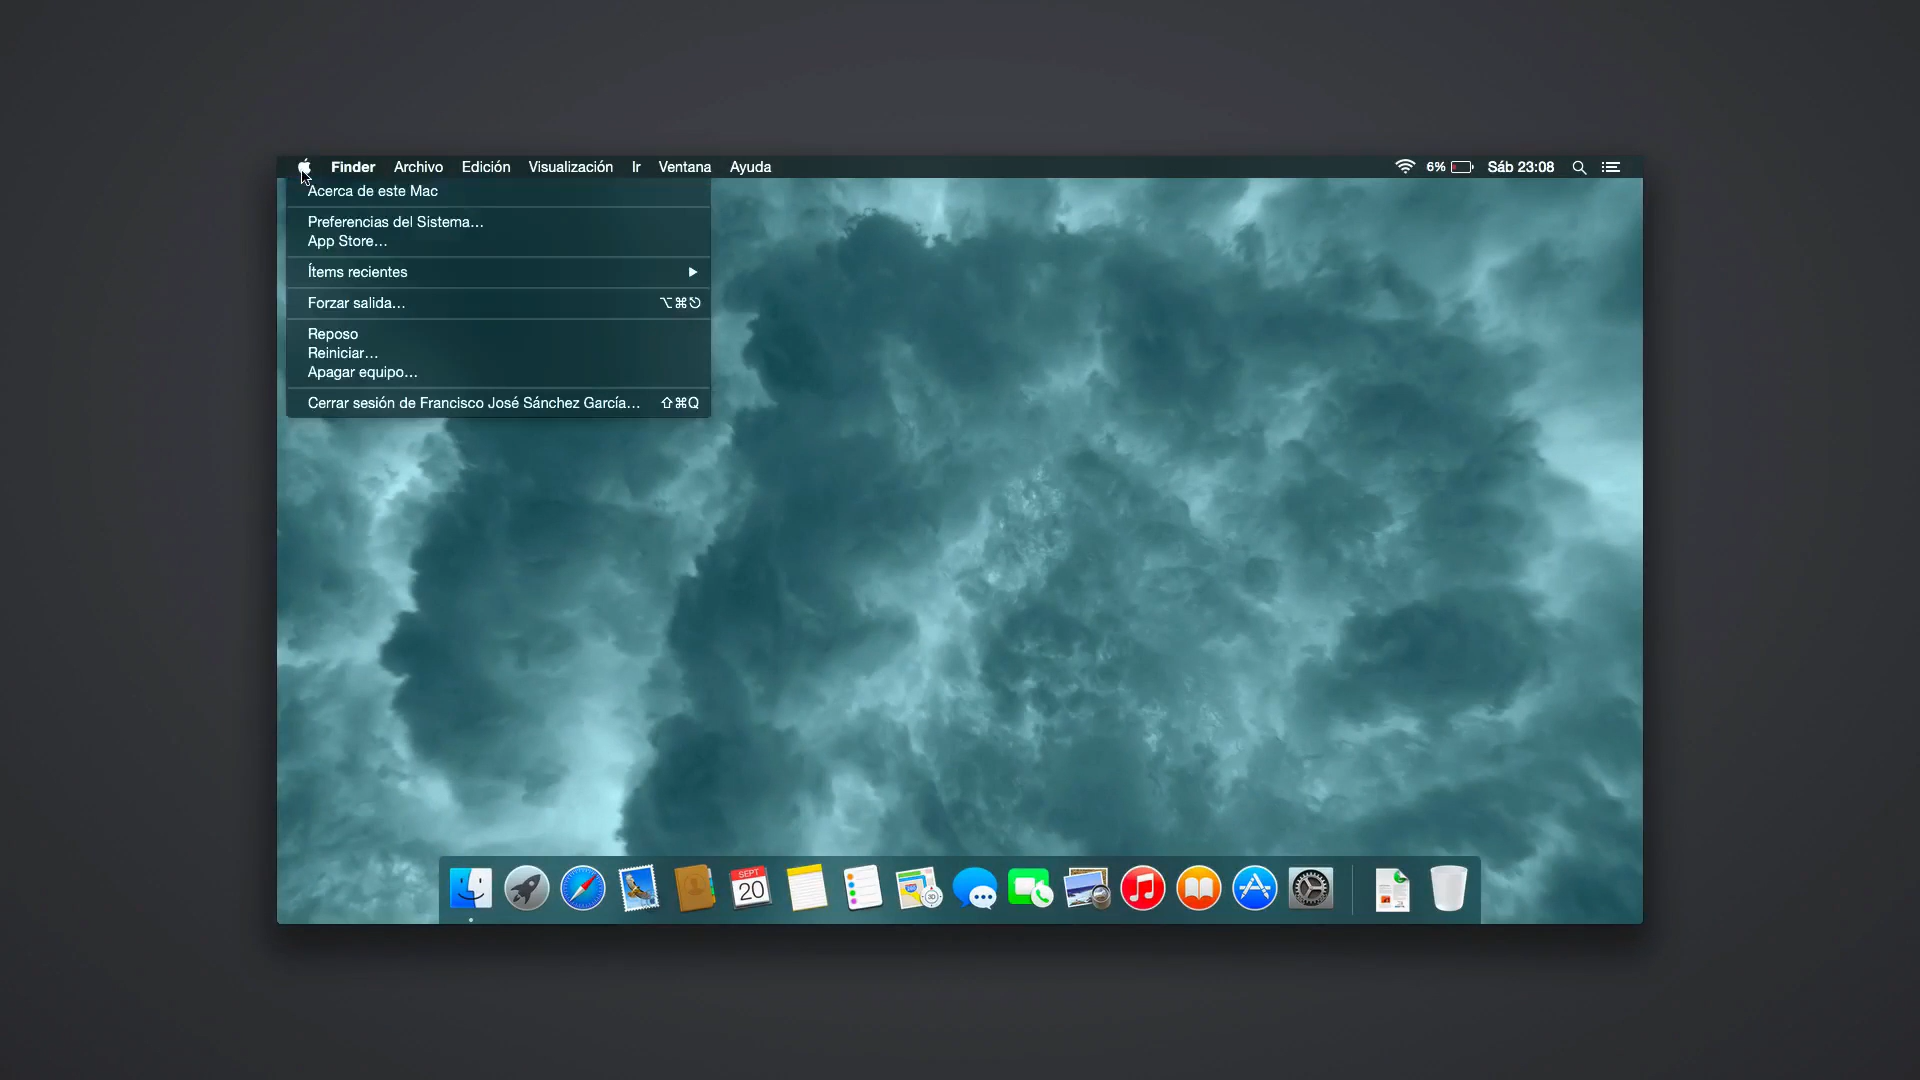 Finder Archivo Edición Visualización Ir Ventana Ayuda 6% Sáb 23:08
Acerca de este Mac
Preferencias del Sistema...
App Store...
Ítems recientes
Forzar salida... ⌥⌘⎋
Reposo
Reiniciar...
Apagar equipo...
Cerrar sesión de Francisco José Sánchez García... ⇧⌘Q
SEPT
20
3D